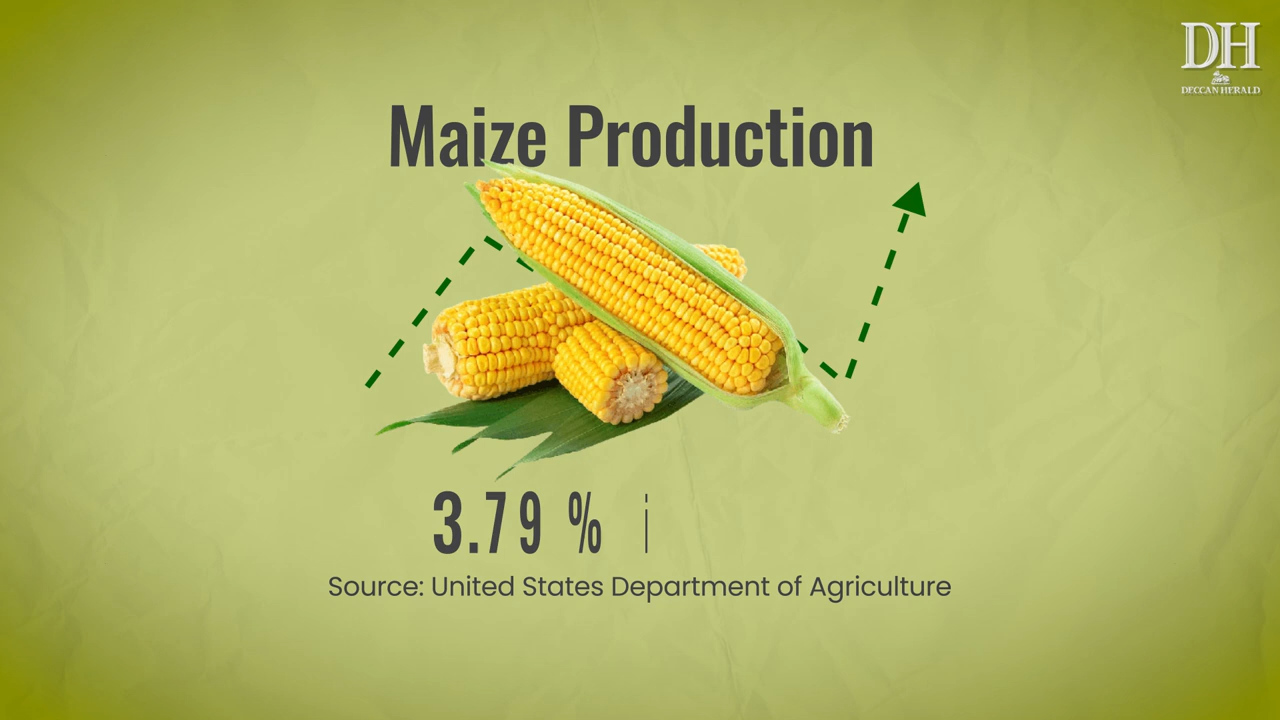 DH
DECCAN HERALD
Maize Production
3.79 % i
Source: United States Department of Agriculture